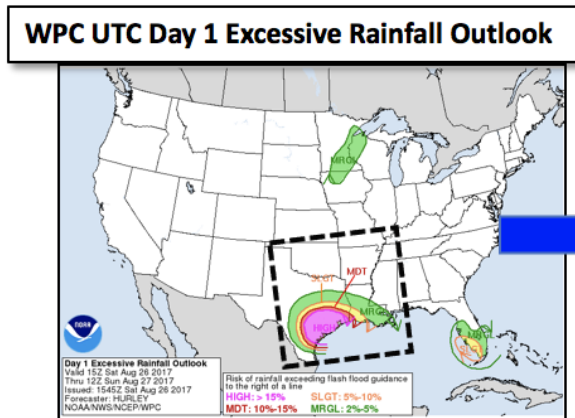 WPC UTC Day 1 Excessive Rainfall Outlook
MRGL
SLGT
MDT
MRGL
HIGH
MRGL
SLGT
NOAA
Day 1 Excessive Rainfall Outlook
Valid 15Z Sat Aug 26 2017
Thru 12Z Sun Aug 27 2017
Issued: 1545Z Sat Aug 26 2017
Forecaster: HURLEY
NOAA/NWS/NCEP/WPC
Risk of rainfall exceeding flash flood guidance
to the right of a line
HIGH: > 15% SLGT: 5%-10%
MDT: 10%-15% MRGL: 2%-5%